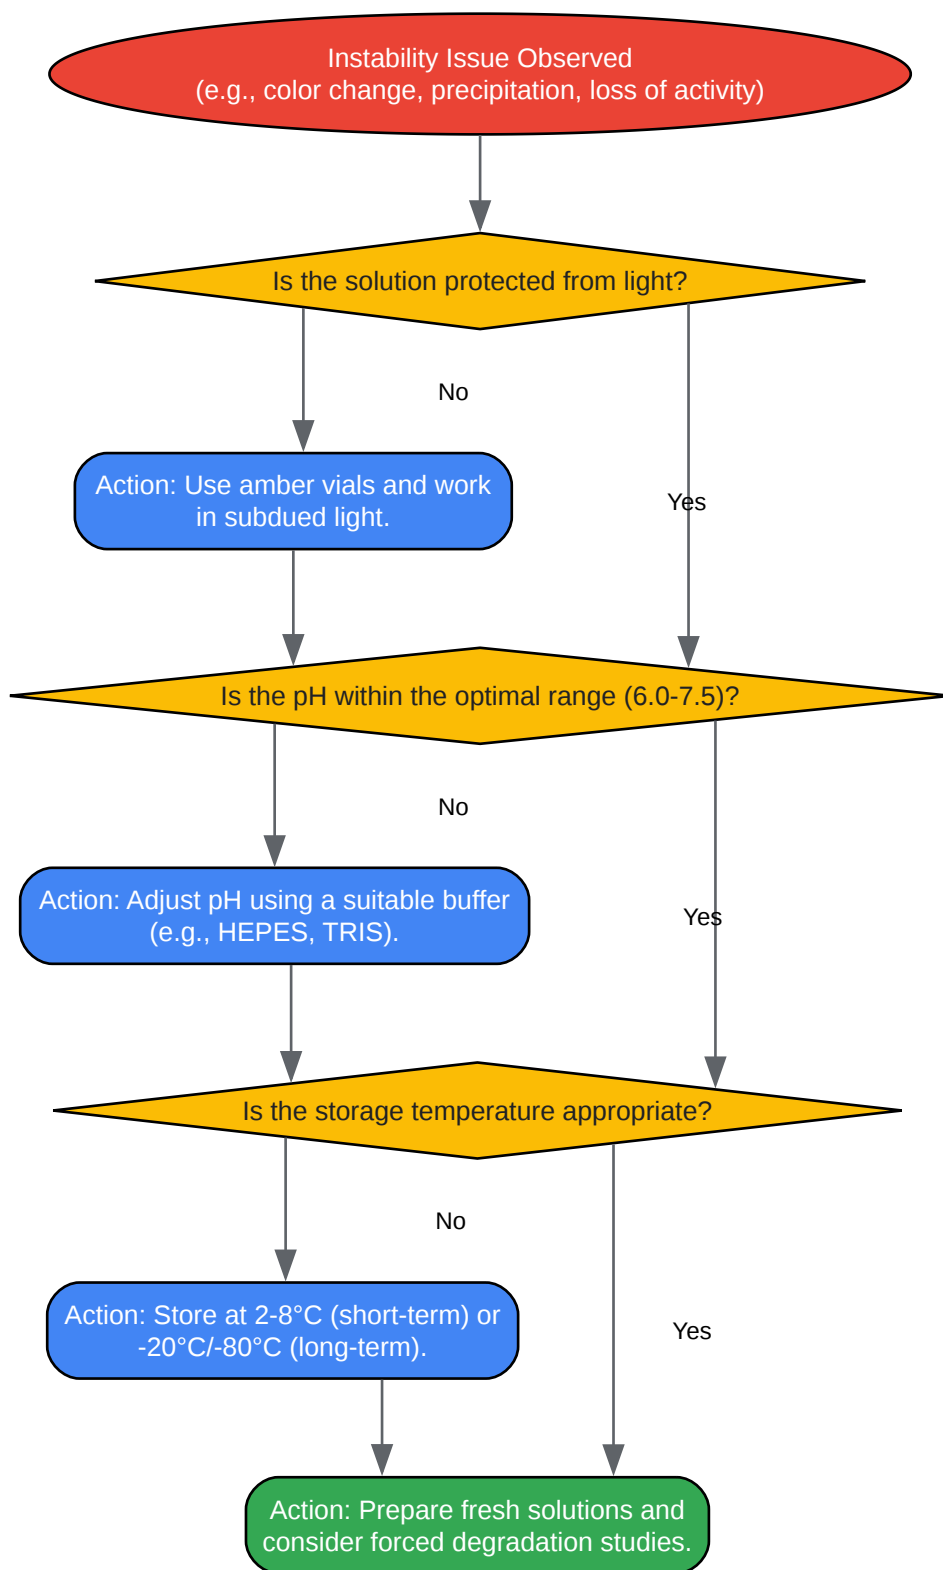 Instability Issue Observed
(e.g., color change, precipitation, loss of activity)
Is the solution protected from light?
No
Action: Use amber vials and work
in subdued light.
Yes
Is the pH within the optimal range (6.0-7.5)?
No
Action: Adjust pH using a suitable buffer
(e.g., HEPES, TRIS).
Yes
Is the storage temperature appropriate?
No
Action: Store at 2-8°C (short-term) or
-20°C/-80°C (long-term).
Yes
Action: Prepare fresh solutions and
consider forced degradation studies.